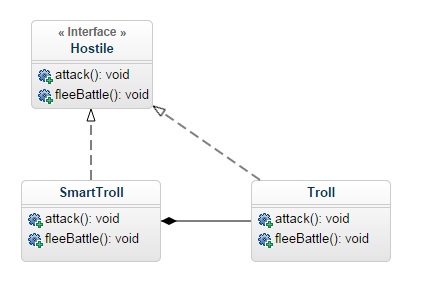 « Interface »
Hostile
attack(): void
fleeBattle(): void
SmartTroll
attack(): void
fleeBattle(): void
Troll
attack(): void
fleeBattle(): void